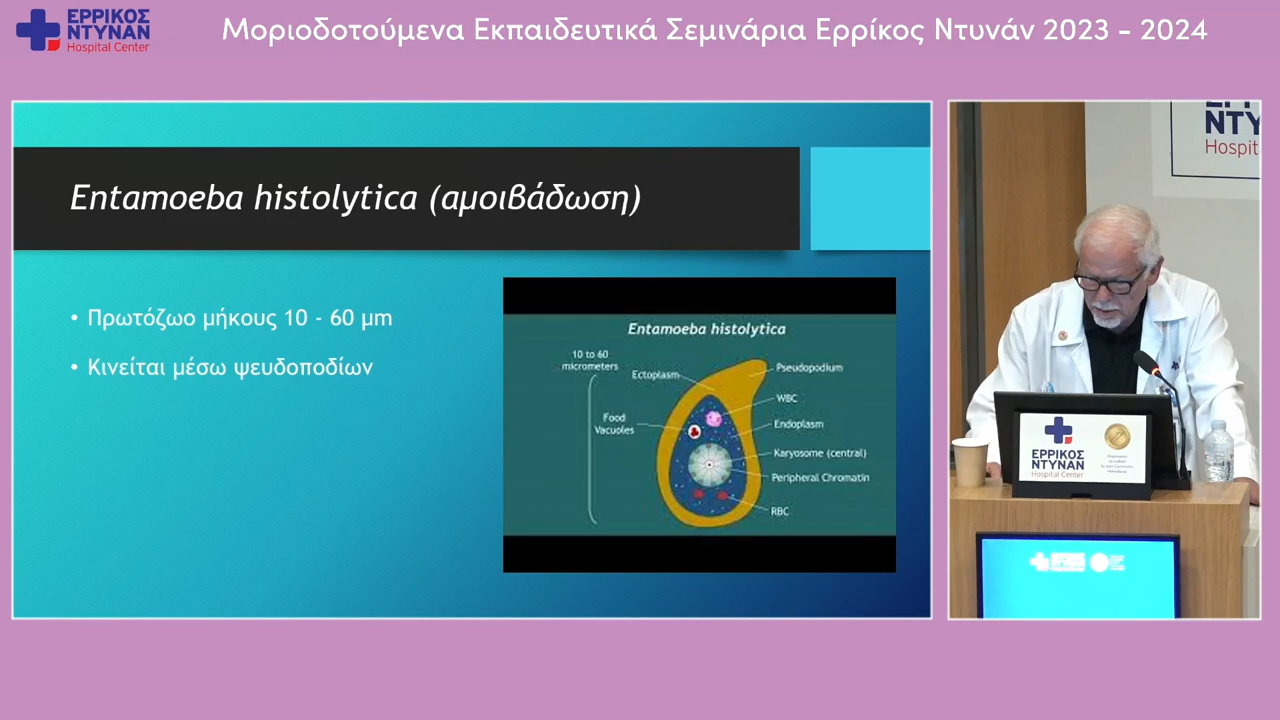 ΕΡΡΙΚΟΣ
ΝΤΥΝΑΝ
Hospital Center
Μοριοδοτούμενα Εκπαιδευτικά Σεμινάρια Ερρίκος Ντυνάν 2023 - 2024
Entamoeba histolytica (αμοιβάδωση)
• Πρωτόζωο μήκους 10 - 60 μm
• Κινείται μέσω ψευδοποδίων
Entamoeba histolytica
10 to 60
micrometers
Ectoplasm
Pseudopodium
WBC
Food
Vacuoles
Endoplasm
Karyosome (central)
Peripheral Chromatin
RBC
ΝΤΥ
Hospit
ΕΡΡΙΚΟΣ
ΝΤΥΝΑΝ
Hospital Center